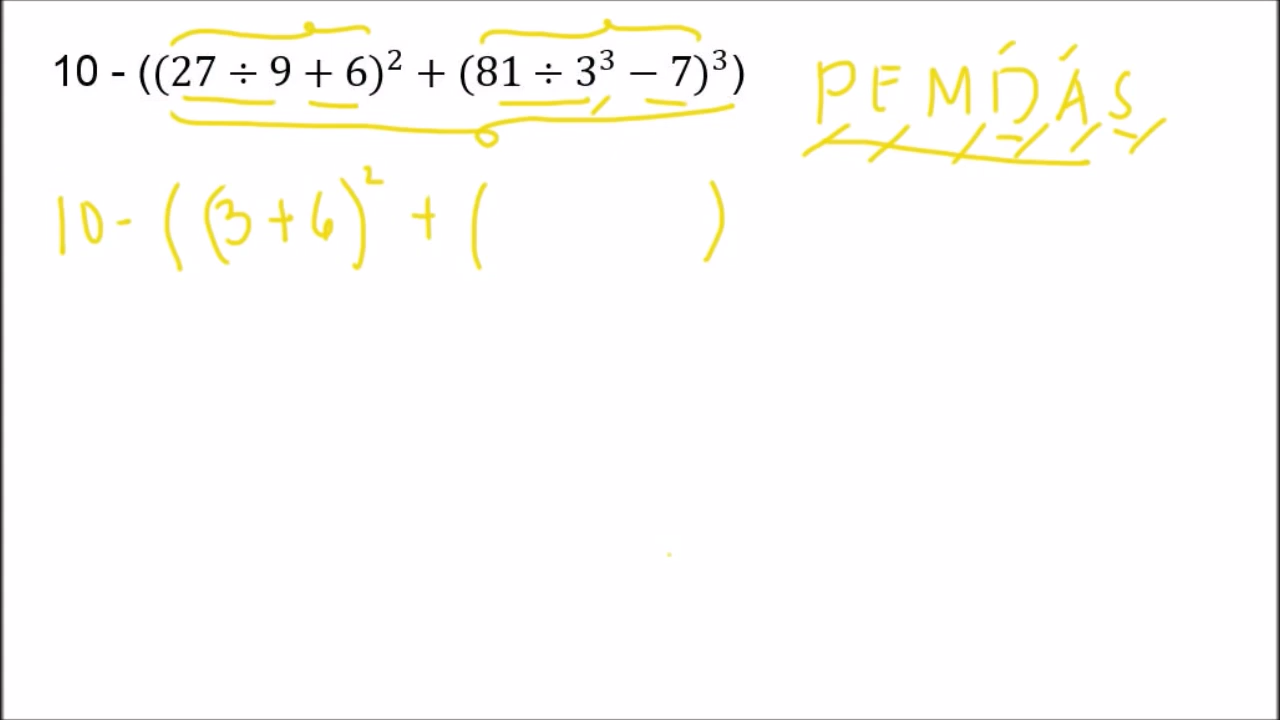 10 - ((27 ÷ 9 + 6)² + (81 ÷ 3³ − 7)³)
PEMDAS
10 - ((3 + 6)² + ( )